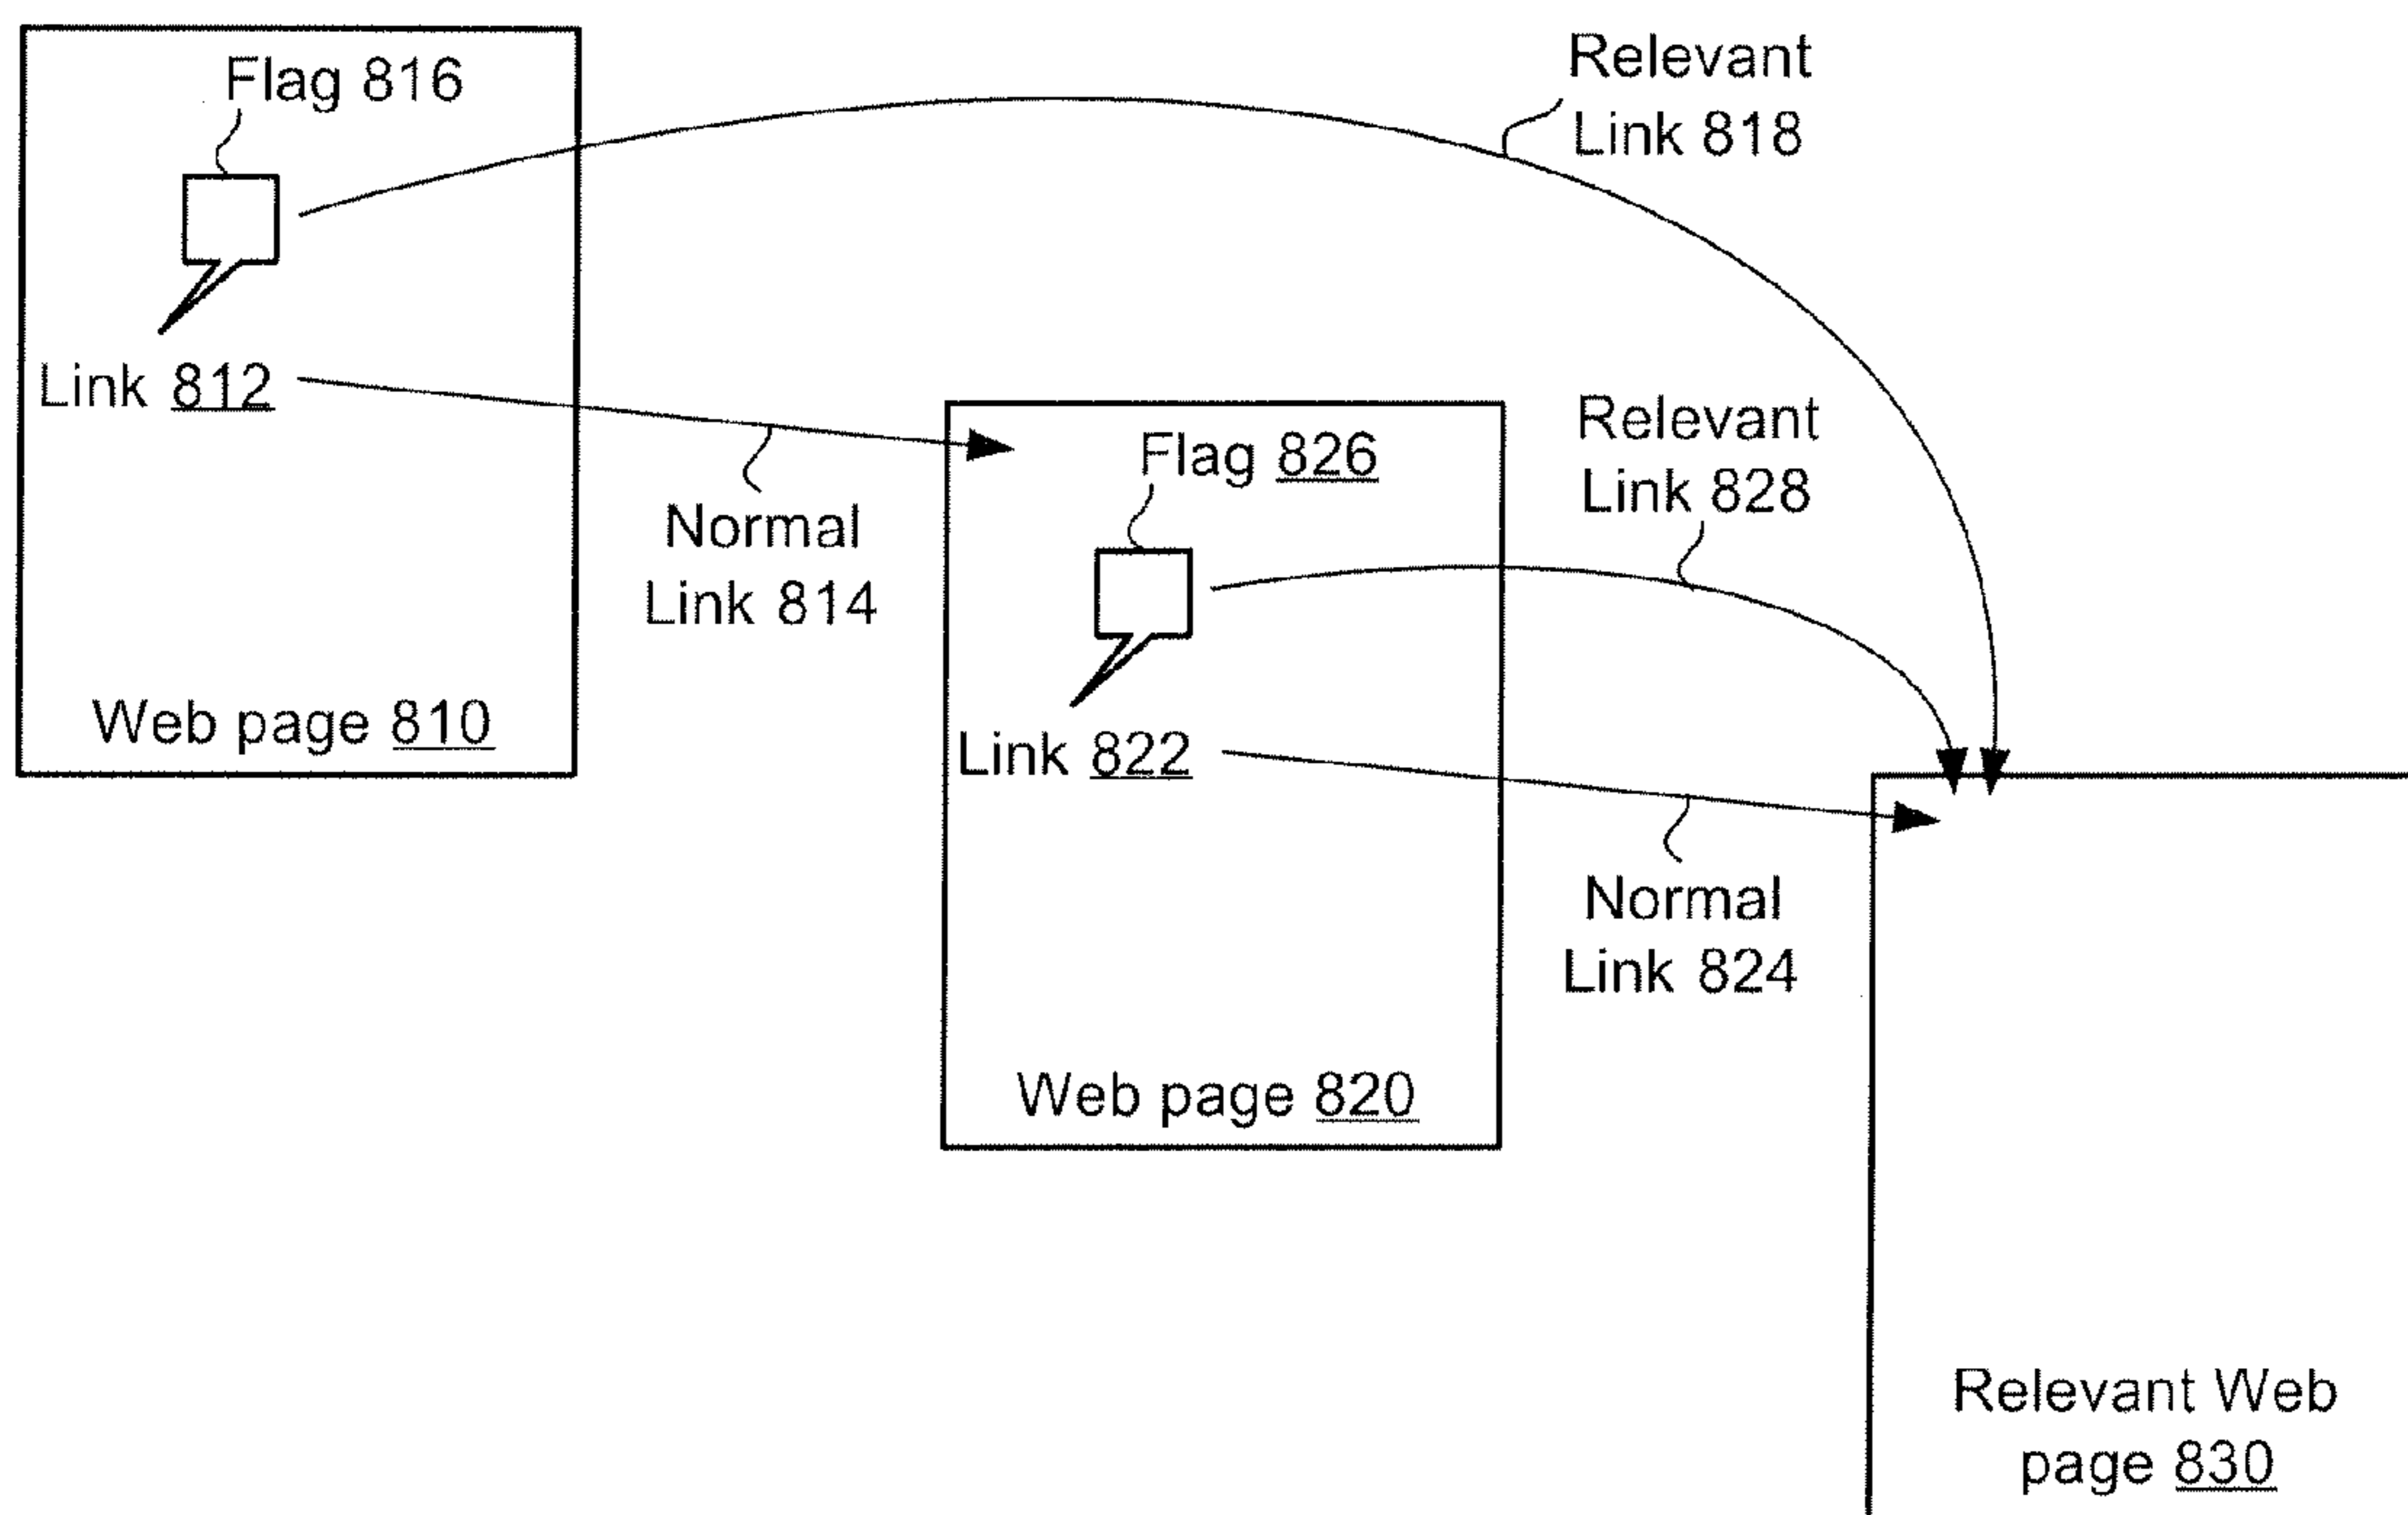 Flag 816
Link 812
Web page 810
Relevant
Link 818
Normal
Link 814
Flag 826
Link 822
Web page 820
Relevant
Link 828
Normal
Link 824
Relevant Web
page 830